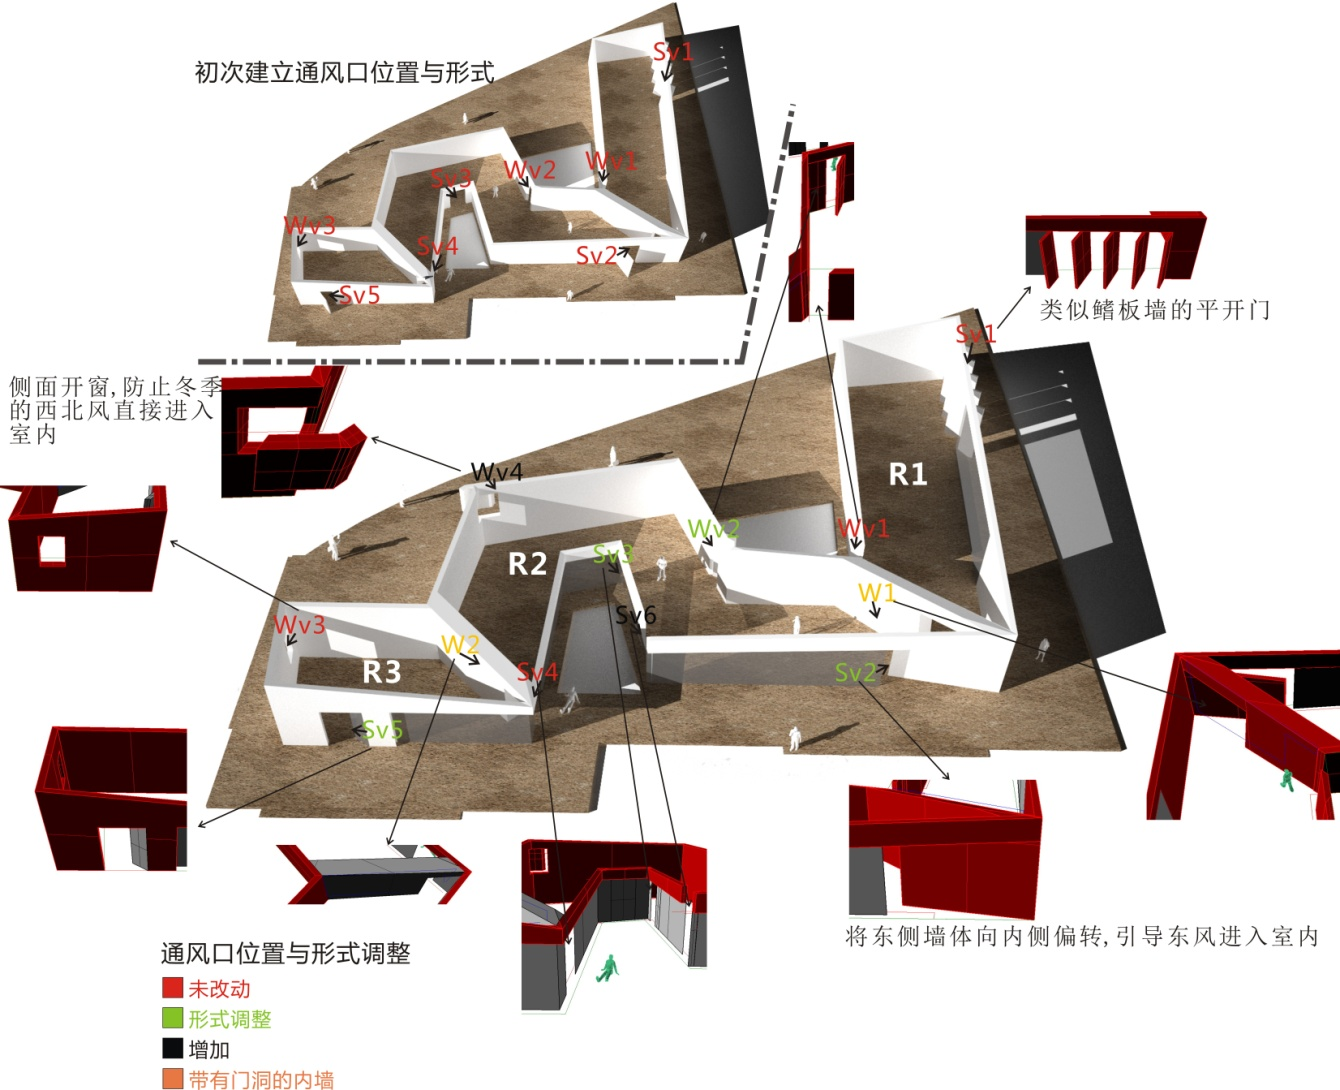 初次建立通风口位置与形式
Sv1
Wv1
Wv2
Sv3
Wv3
Sv4
Sv2
Sv5
类似鳍板墙的平开门
Sv1
侧面开窗,防止冬季
的西北风直接进入
室内
Wv4
R1
Wv2
Wv1
R2
Sv3
W1
Sv6
Wv3
W2
R3
Sv4
Sv2
Sv5
将东侧墙体向内侧偏转,引导东风进入室内
通风口位置与形式调整
未改动
形式调整
增加
带有门洞的内墙